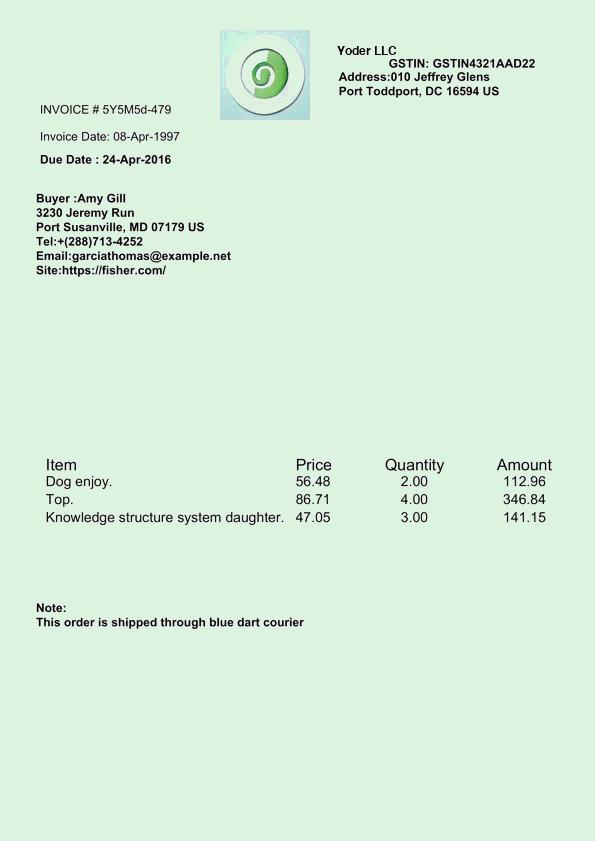 Yoder LLC
GSTIN: GSTIN4321AAD22
Address:010 Jeffrey Glens
Port Toddport, DC 16594 US
INVOICE # 5Y5M5d-479
Invoice Date: 08-Apr-1997
Due Date : 24-Apr-2016
Buyer :Amy Gill
3230 Jeremy Run
Port Susanville, MD 07179 US
Tel:+(288)713-4252
Email:garciathomas@example.net
Site:https://fisher.com/
Item Price Quantity Amount
Dog enjoy. 56.48 2.00 112.96
Top. 86.71 4.00 346.84
Knowledge structure system daughter. 47.05 3.00 141.15
Note:
This order is shipped through blue dart courier